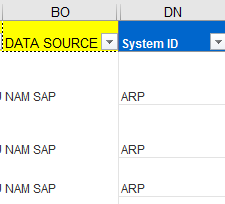 BO DN
DATA SOURCE System ID
NAM SAP ARP
NAM SAP ARP
NAM SAP ARP